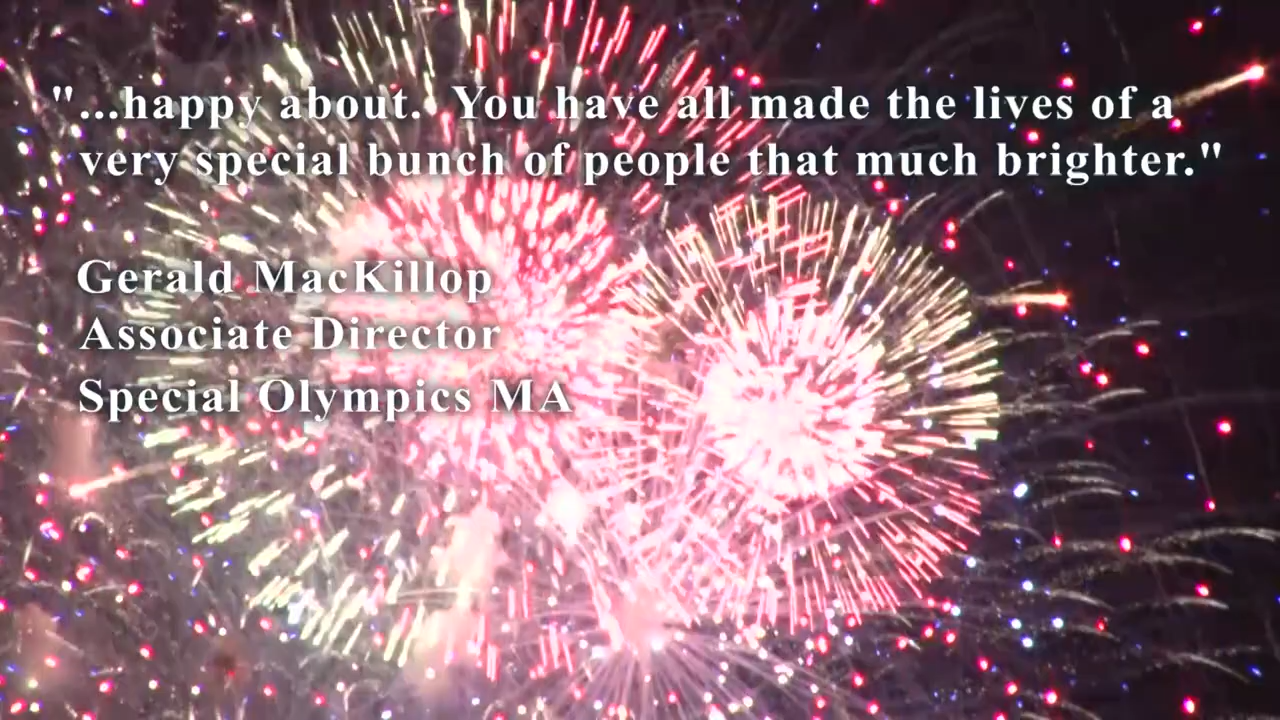 "...happy about.  You have all made the lives of a
very special bunch of people that much brighter."
Gerald MacKillop
Associate Director
Special Olympics MA